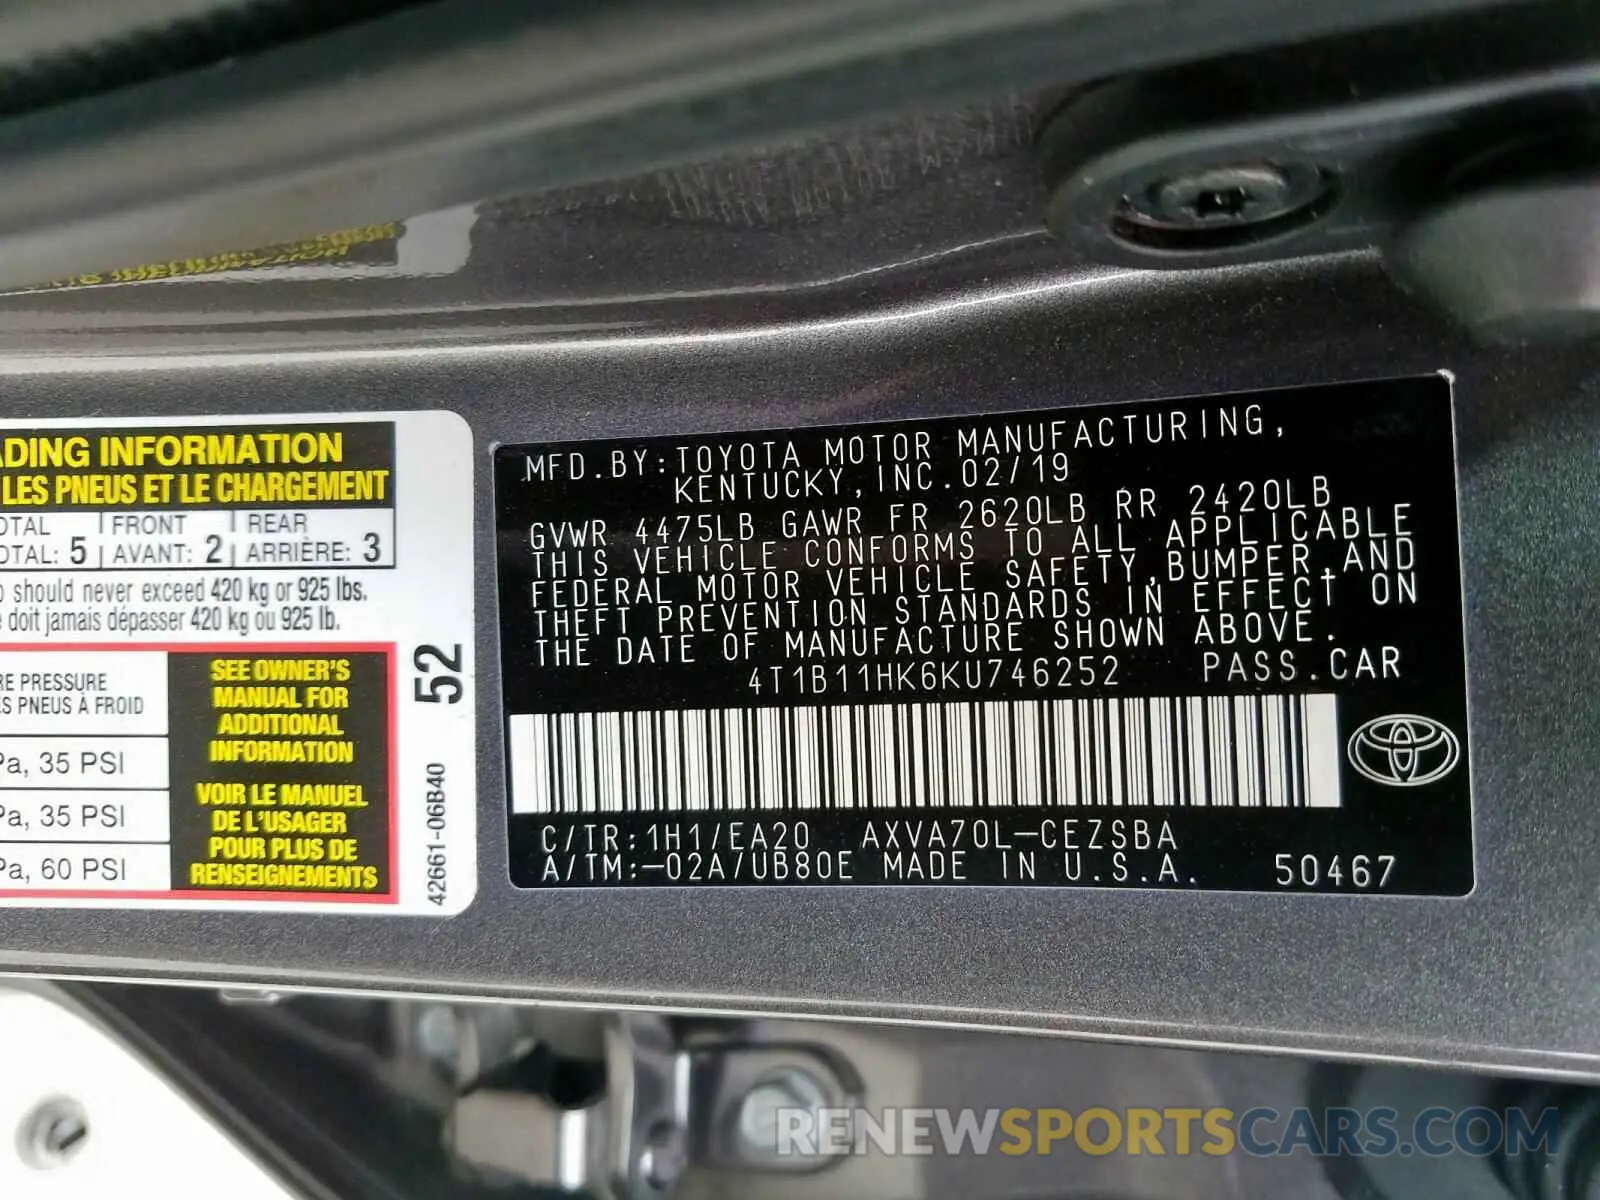 ADING INFORMATION
LES PNEUS ET LE CHARGEMENT
OTAL FRONT REAR
OTAL: 5 AVANT: 2 ARRIÈRE: 3
should never exceed 420 kg or 925 lbs.
doit jamais dépasser 420 kg ou 925 lb.
RE PRESSURE
S PNEUS À FROID
Pa, 35 PSI
Pa, 35 PSI
Pa, 60 PSI
SEE OWNER'S
MANUAL FOR
ADDITIONAL
INFORMATION
VOIR LE MANUEL
DE L'USAGER
POUR PLUS DE
RENSEIGNEMENTS
52
42661-06B40
MFD.BY:TOYOTA MOTOR MANUFACTURING,
KENTUCKY,INC.02/19
GVWR 4475LB GAWR FR 2620LB RR 2420LB
THIS VEHICLE CONFORMS TO ALL APPLICABLE
FEDERAL MOTOR VEHICLE SAFETY,BUMPER,AND
THEFT PREVENTION STANDARDS IN EFFECT ON
THE DATE OF MANUFACTURE SHOWN ABOVE.
4T1B11HK6KU746252 PASS.CAR
C/TR:1H1/EA20 AXVA70L-CEZSBA
A/TM:-02A/UB80E MADE IN U.S.A. 50467
RENEWSPORTSCARS.COM